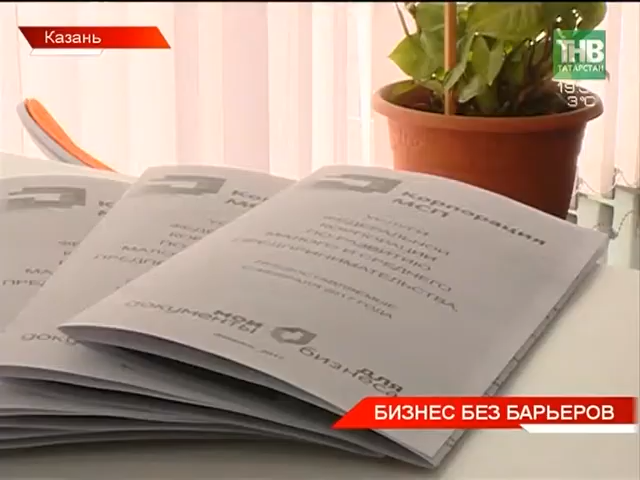 Казань
ТНВ
ТАТАРСТАН
3°C
Корпорация
МСП
УСЛУГИ
ФЕДЕРАЛЬНОЙ
КОРПОРАЦИИ
ПО РАЗВИТИЮ
МАЛОГО И СРЕДНЕГО
ПРЕДПРИНИМАТЕЛЬСТВА,
ПРЕДОСТАВЛЯЕМЫЕ
мои
документы
для
бизнеса
БИЗНЕС БЕЗ БАРЬЕРОВ